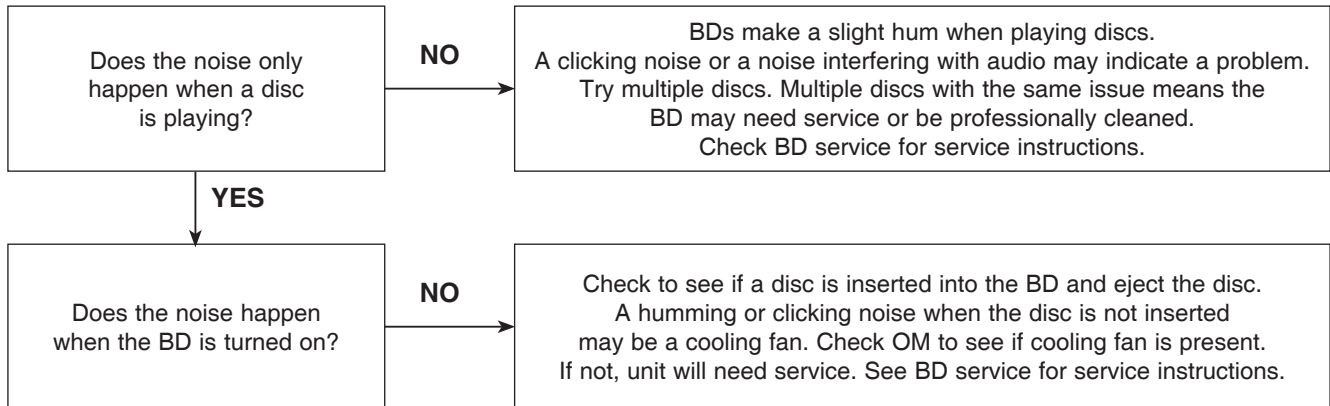 Does the noise only
happen when a disc
is playing?
NO
BDs make a slight hum when playing discs.
A clicking noise or a noise interfering with audio may indicate a problem.
Try multiple discs. Multiple discs with the same issue means the
BD may need service or be professionally cleaned.
Check BD service for service instructions.
YES
Does the noise happen
when the BD is turned on?
NO
Check to see if a disc is inserted into the BD and eject the disc.
A humming or clicking noise when the disc is not inserted
may be a cooling fan. Check OM to see if cooling fan is present.
If not, unit will need service. See BD service for service instructions.